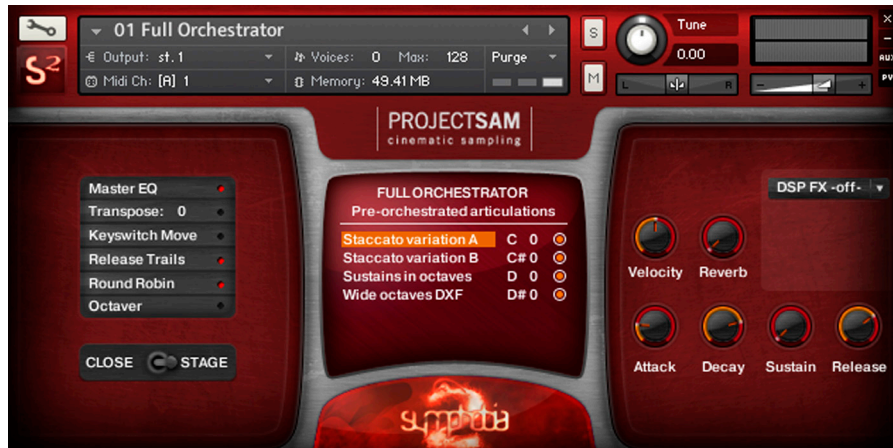 01 Full Orchestrator
S Tune
Output: st.1 Voices: 0 Max: 128 Purge 0.00
AUX
S2 Midi Ch: [A] 1 Memory: 49.41 MB M L R - + PV
PROJECTSAM
cinematic sampling
Master EQ
Transpose: 0
Keyswitch Move
Release Trails
Round Robin
Octaver
CLOSE STAGE
FULL ORCHESTRATOR
Pre-orchestrated articulations
Staccato variation A C 0
Staccato variation B C# 0
Sustains in octaves D 0
Wide octaves DXF D# 0
symphobia
DSP FX -off-
Velocity Reverb
Attack Decay Sustain Release